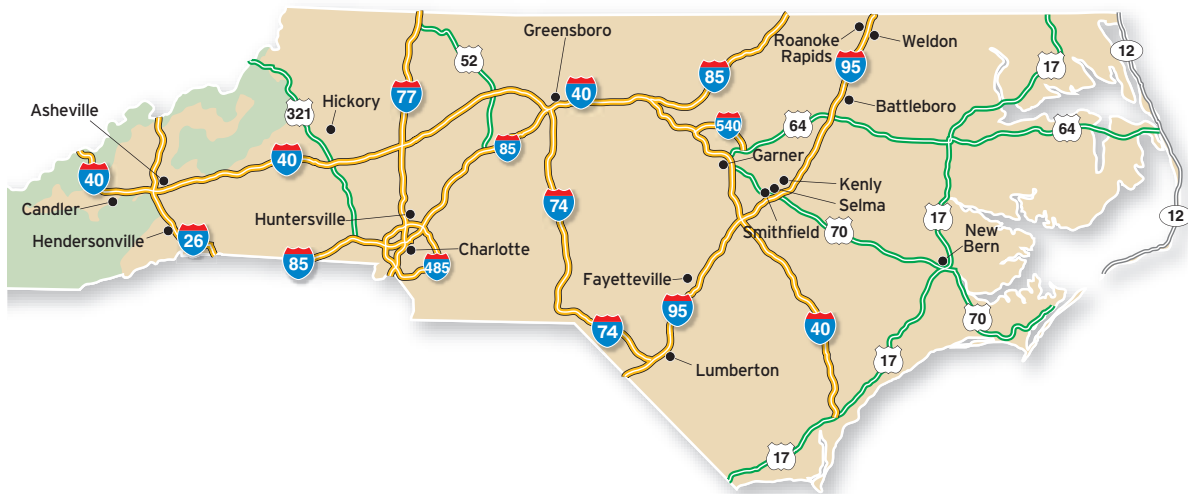 Greensboro
Roanoke
Rapids
Weldon
12
52
17
95
85
77
40
Hickory
321
Asheville
Battleboro
540
64
64
85
Garner
40
40
Kenly
Selma
Candler
74
Huntersville
Smithfield
70
17
12
New
Bern
Hendersonville
26
Charlotte
85
485
Fayetteville
95
70
74
40
17
Lumberton
17